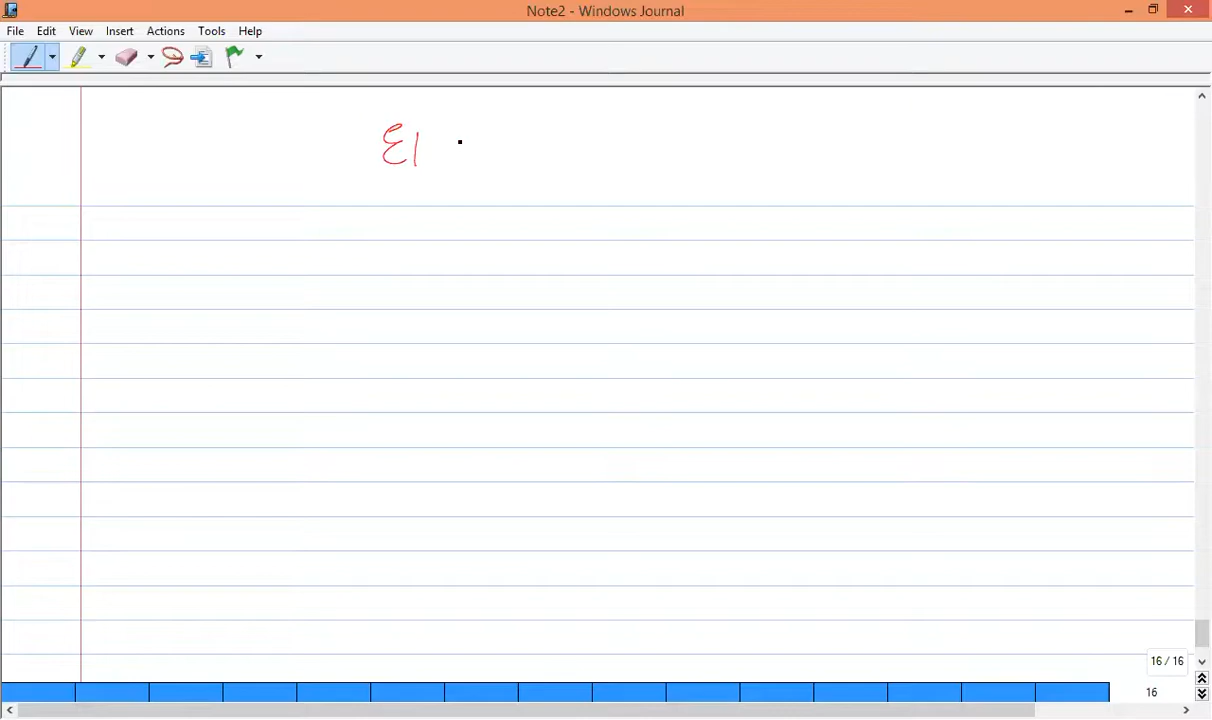 Note2 - Windows Journal
File Edit View Insert Actions Tools Help
El
16 / 16
16